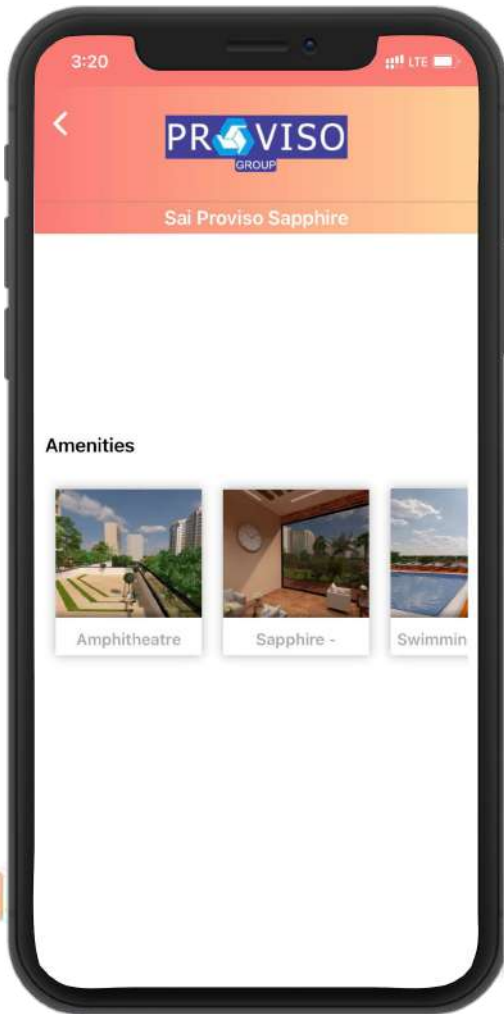 3:20
LTE
PROVISO
GROUP
Sai Proviso Sapphire
Amenities
Amphitheatre
Sapphire -
Swimmin